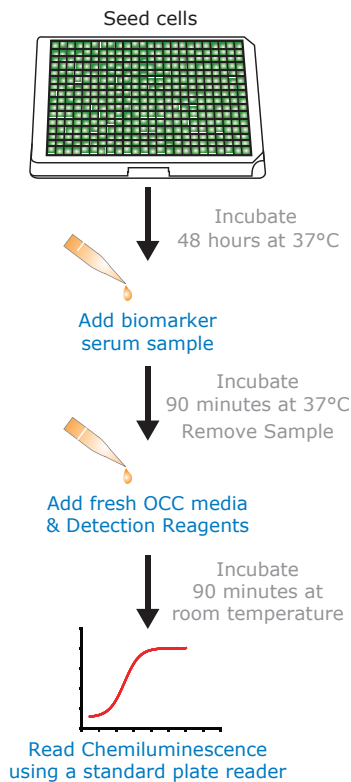 Seed cells
Incubate
48 hours at 37°C
Add biomarker
serum sample
Incubate
90 minutes at 37°C
Remove Sample
Add fresh OCC media
& Detection Reagents
Incubate
90 minutes at
room temperature
Read Chemiluminescence
using a standard plate reader